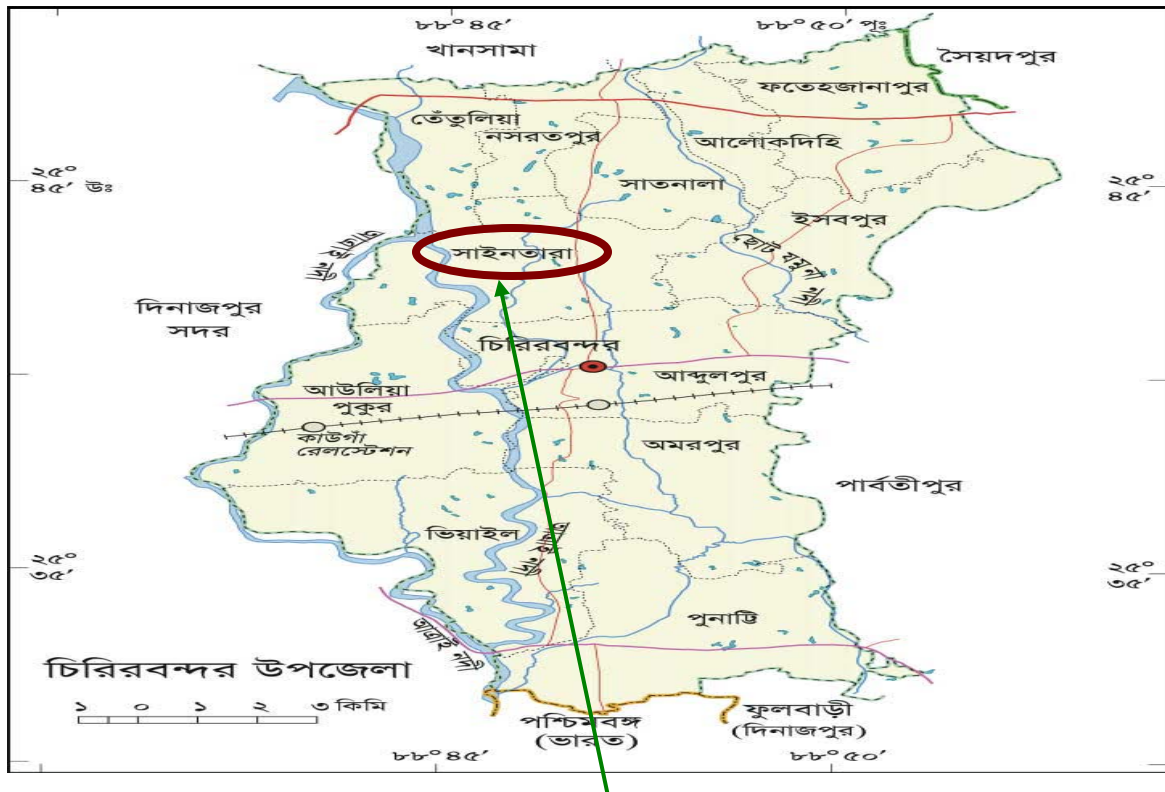 ৮৮° ৪৫′
৮৮° ৫০′ পূঃ
খানসামা
সৈয়দপুর
ফতেহজানাপুর
তেঁতুলিয়া
নসরতপুর
আলোকদিহি
২৫°
৪৫′ উঃ
সাতনালা
২৫°
৪৫′
ইসবপুর
আত্রাই নদী
সাইনতারা
ছোট যমুনা নদী
দিনাজপুর
সদর
চিরিরবন্দর
আউলিয়া
পুকুর
আব্দুলপুর
কাউগাঁ
রেলস্টেশন
অমরপুর
পার্বতীপুর
ভিয়াইল
২৫°
৩৫′
২৫°
৩৫′
পুনাট্টি
আত্রাই নদী
চিরিরবন্দর উপজেলা
১ ০ ১ ২ ৩ কিমি
পশ্চিমবঙ্গ
(ভারত)
ফুলবাড়ী
(দিনাজপুর)
৮৮° ৪৫′
৮৮° ৫০′